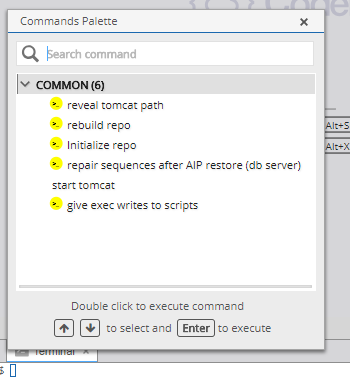 Commands Palette
Search command
COMMON (6)
reveal tomcat path
rebuild repo
Initialize repo
repair sequences after AIP restore (db server)
start tomcat
give exec writes to scripts
Double click to execute command
to select and Enter to execute
Code
Alt+S
Alt+X
Terminal
$